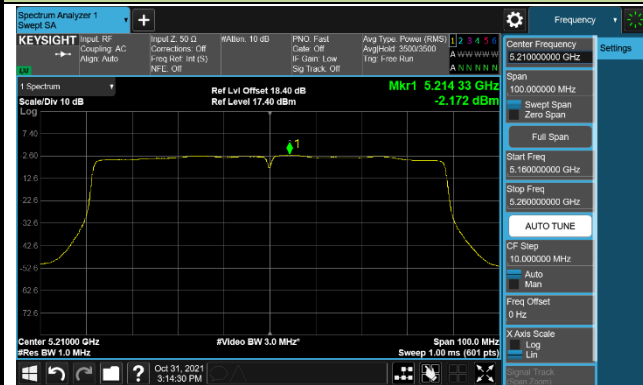 Spectrum Analyzer 1
Swept SA
Frequency
KEYSIGHT
Input: RF
Coupling: AC
Align: Auto
Input Z: 50 Ω
Corrections: Off
Freq Ref: Int (S)
NFE: Off
#Atten: 10 dB
PNO: Fast
Gate: Off
IF Gain: Low
Sig Track: Off
Avg Type: Power (RMS)
Avg|Hold: 3500/3500
Trig: Free Run
1 2 3 4 5 6
A W W W W W
A N N N N N
LXI
1 Spectrum
Scale/Div 10 dB
Log
Ref Lvl Offset 18.40 dB
Ref Level 17.40 dBm
Mkr1 5.214 33 GHz
-2.172 dBm
7.40
-2.60
-12.6
-22.6
-32.6
-42.6
-52.6
-62.6
-72.6
1
Center 5.21000 GHz
#Res BW 1.0 MHz
#Video BW 3.0 MHz*
Span 100.0 MHz
Sweep 1.00 ms (601 pts)
Oct 31, 2021
3:14:30 PM
Center Frequency
5.210000000 GHz
Settings
Span
100.000000 MHz
Swept Span
Zero Span
Full Span
Start Freq
5.160000000 GHz
Stop Freq
5.260000000 GHz
AUTO TUNE
CF Step
10.000000 MHz
Auto
Man
Freq Offset
0 Hz
X Axis Scale
Log
Lin
Signal Track
(Span Zoom)